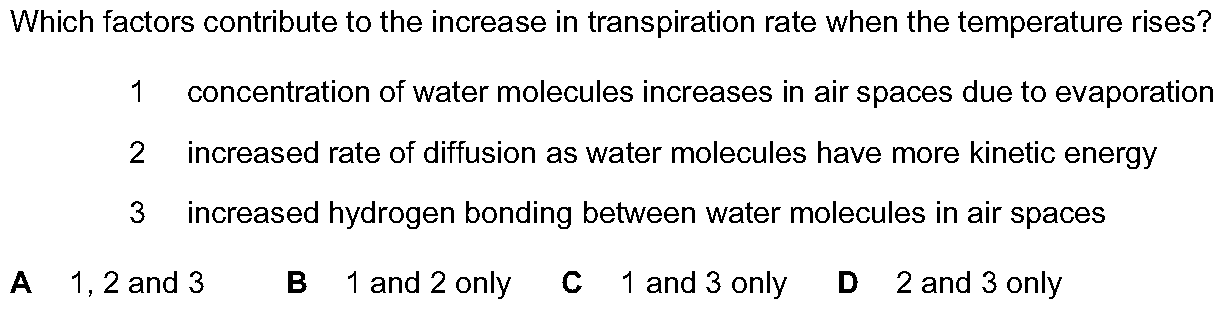 Which factors contribute to the increase in transpiration rate when the temperature rises?
1 concentration of water molecules increases in air spaces due to evaporation
2 increased rate of diffusion as water molecules have more kinetic energy
3 increased hydrogen bonding between water molecules in air spaces
A 1, 2 and 3 B 1 and 2 only C 1 and 3 only D 2 and 3 only